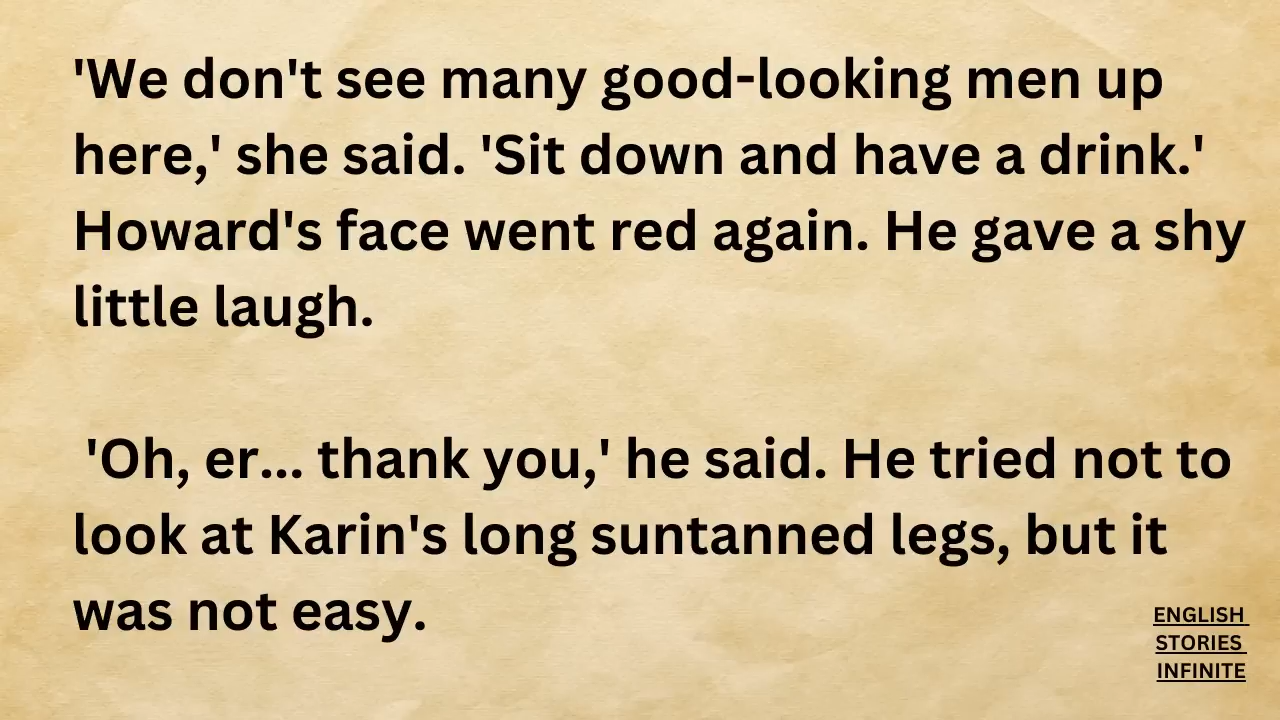 'We don't see many good-looking men up
here,' she said. 'Sit down and have a drink.'
Howard's face went red again. He gave a shy
little laugh.
'Oh, er... thank you,' he said. He tried not to
look at Karin's long suntanned legs, but it
was not easy.
ENGLISH
STORIES
INFINITE